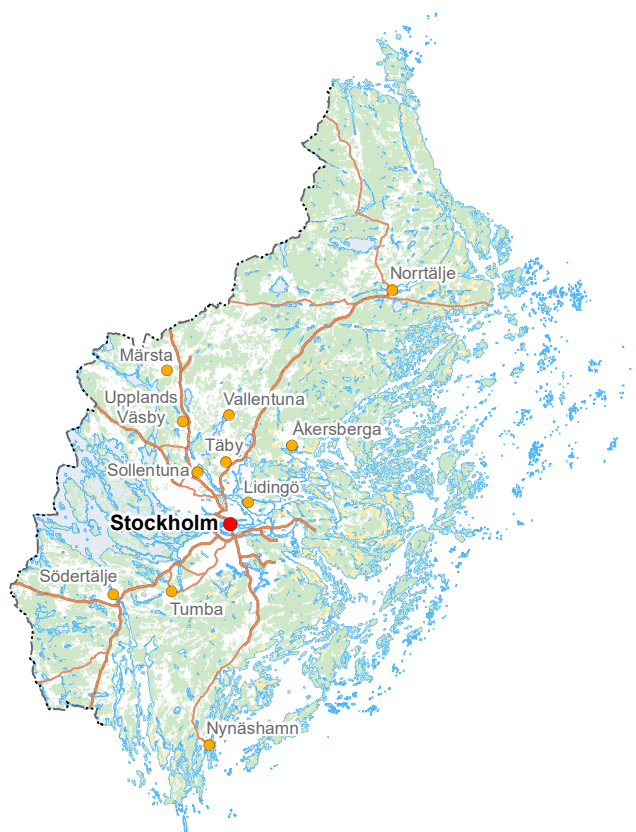 Norrtälje
Märsta
Upplands
Väsby
Vallentuna
Åkersberga
Täby
Sollentuna
Lidingö
Stockholm
Södertälje
Tumba
Nynäshamn